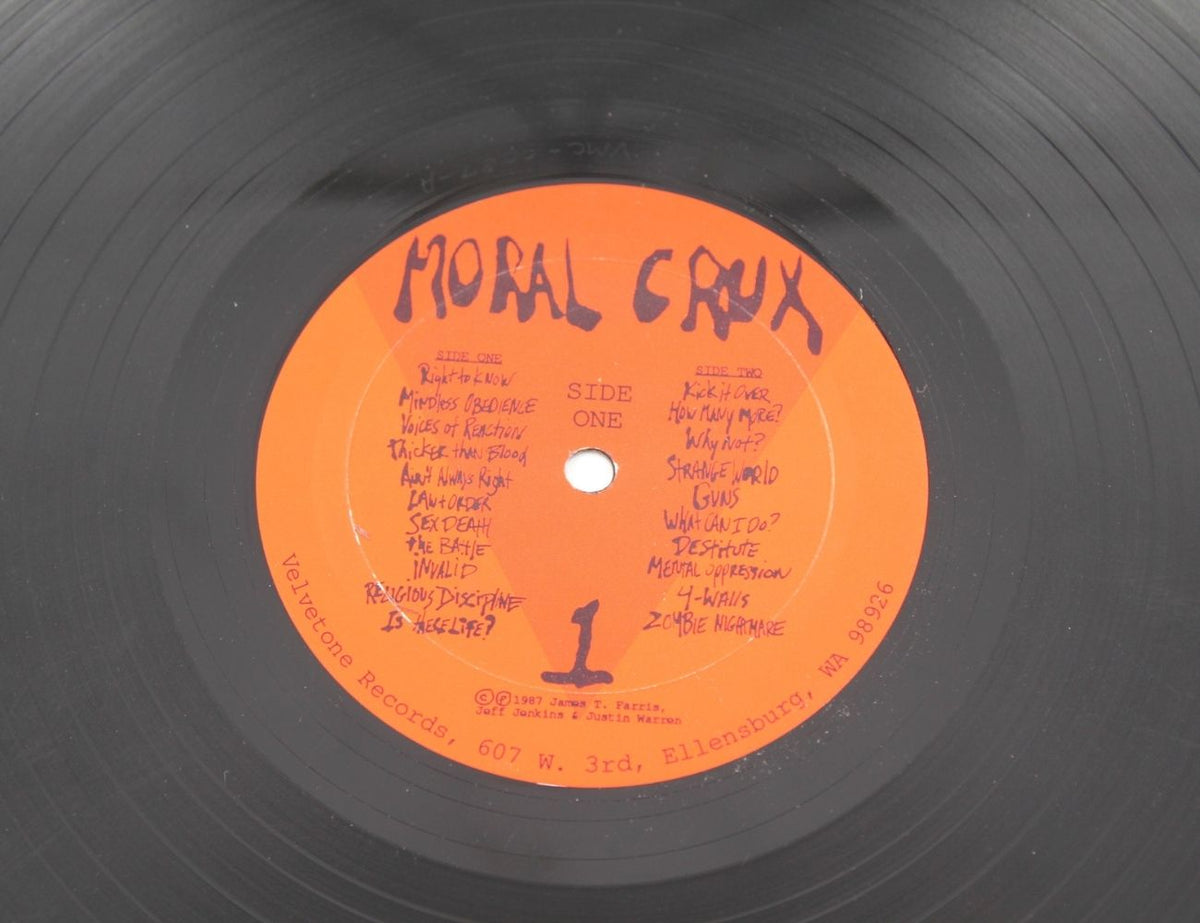 MORAL CRUX
SIDE ONE
Right to Know
Mindless OBEDIENCE
Voices of REACTION
Thicker than Blood
Ain't Always Right
LAW + ORDER
SEX DEATH
the BAttlE
INVALID
RELIGIOUS DISCIPLINE
IS HERE LIFE?
SIDE
ONE
SIDE TWO
Kick it OVER
How MANY MORE?
Why Not?
STRANGE WORLD
GUNS
What CAN I Do?
DEStitutE
MENTAL OPPRESSION
4-WAlls
ZOMBIE NIGHTMARE
1
©℗1987 James T. Farris,
Jeff Jenkins & Justin Warren
Velvetone Records, 607 W. 3rd, Ellensburg, WA 98926